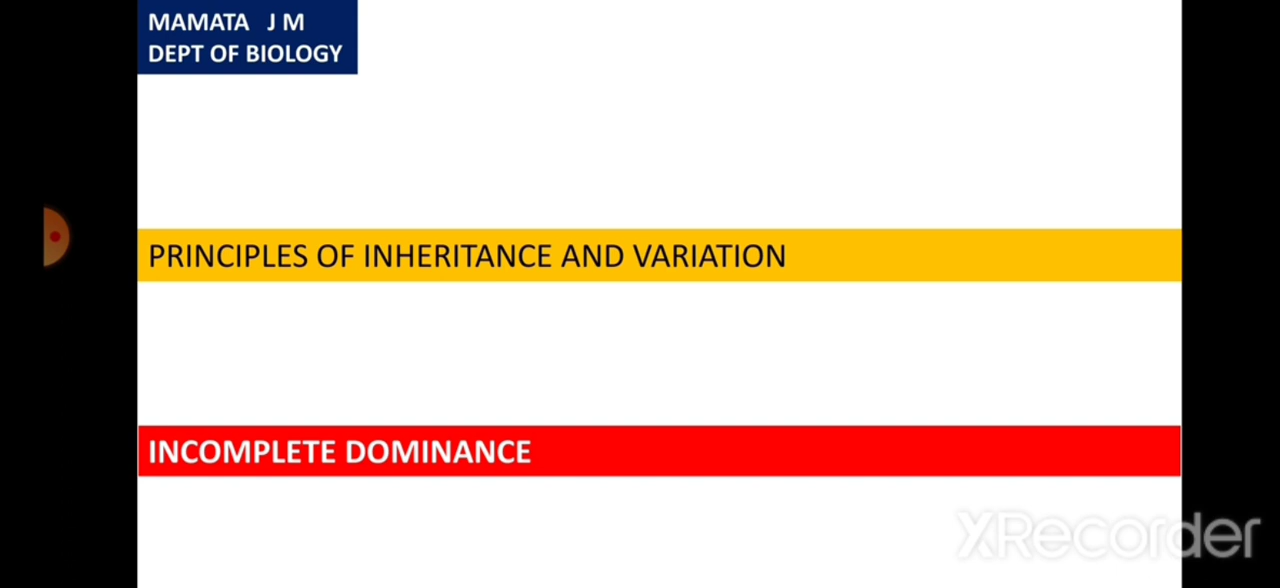 MAMATA J M
DEPT OF BIOLOGY
PRINCIPLES OF INHERITANCE AND VARIATION
INCOMPLETE DOMINANCE
XRecorder